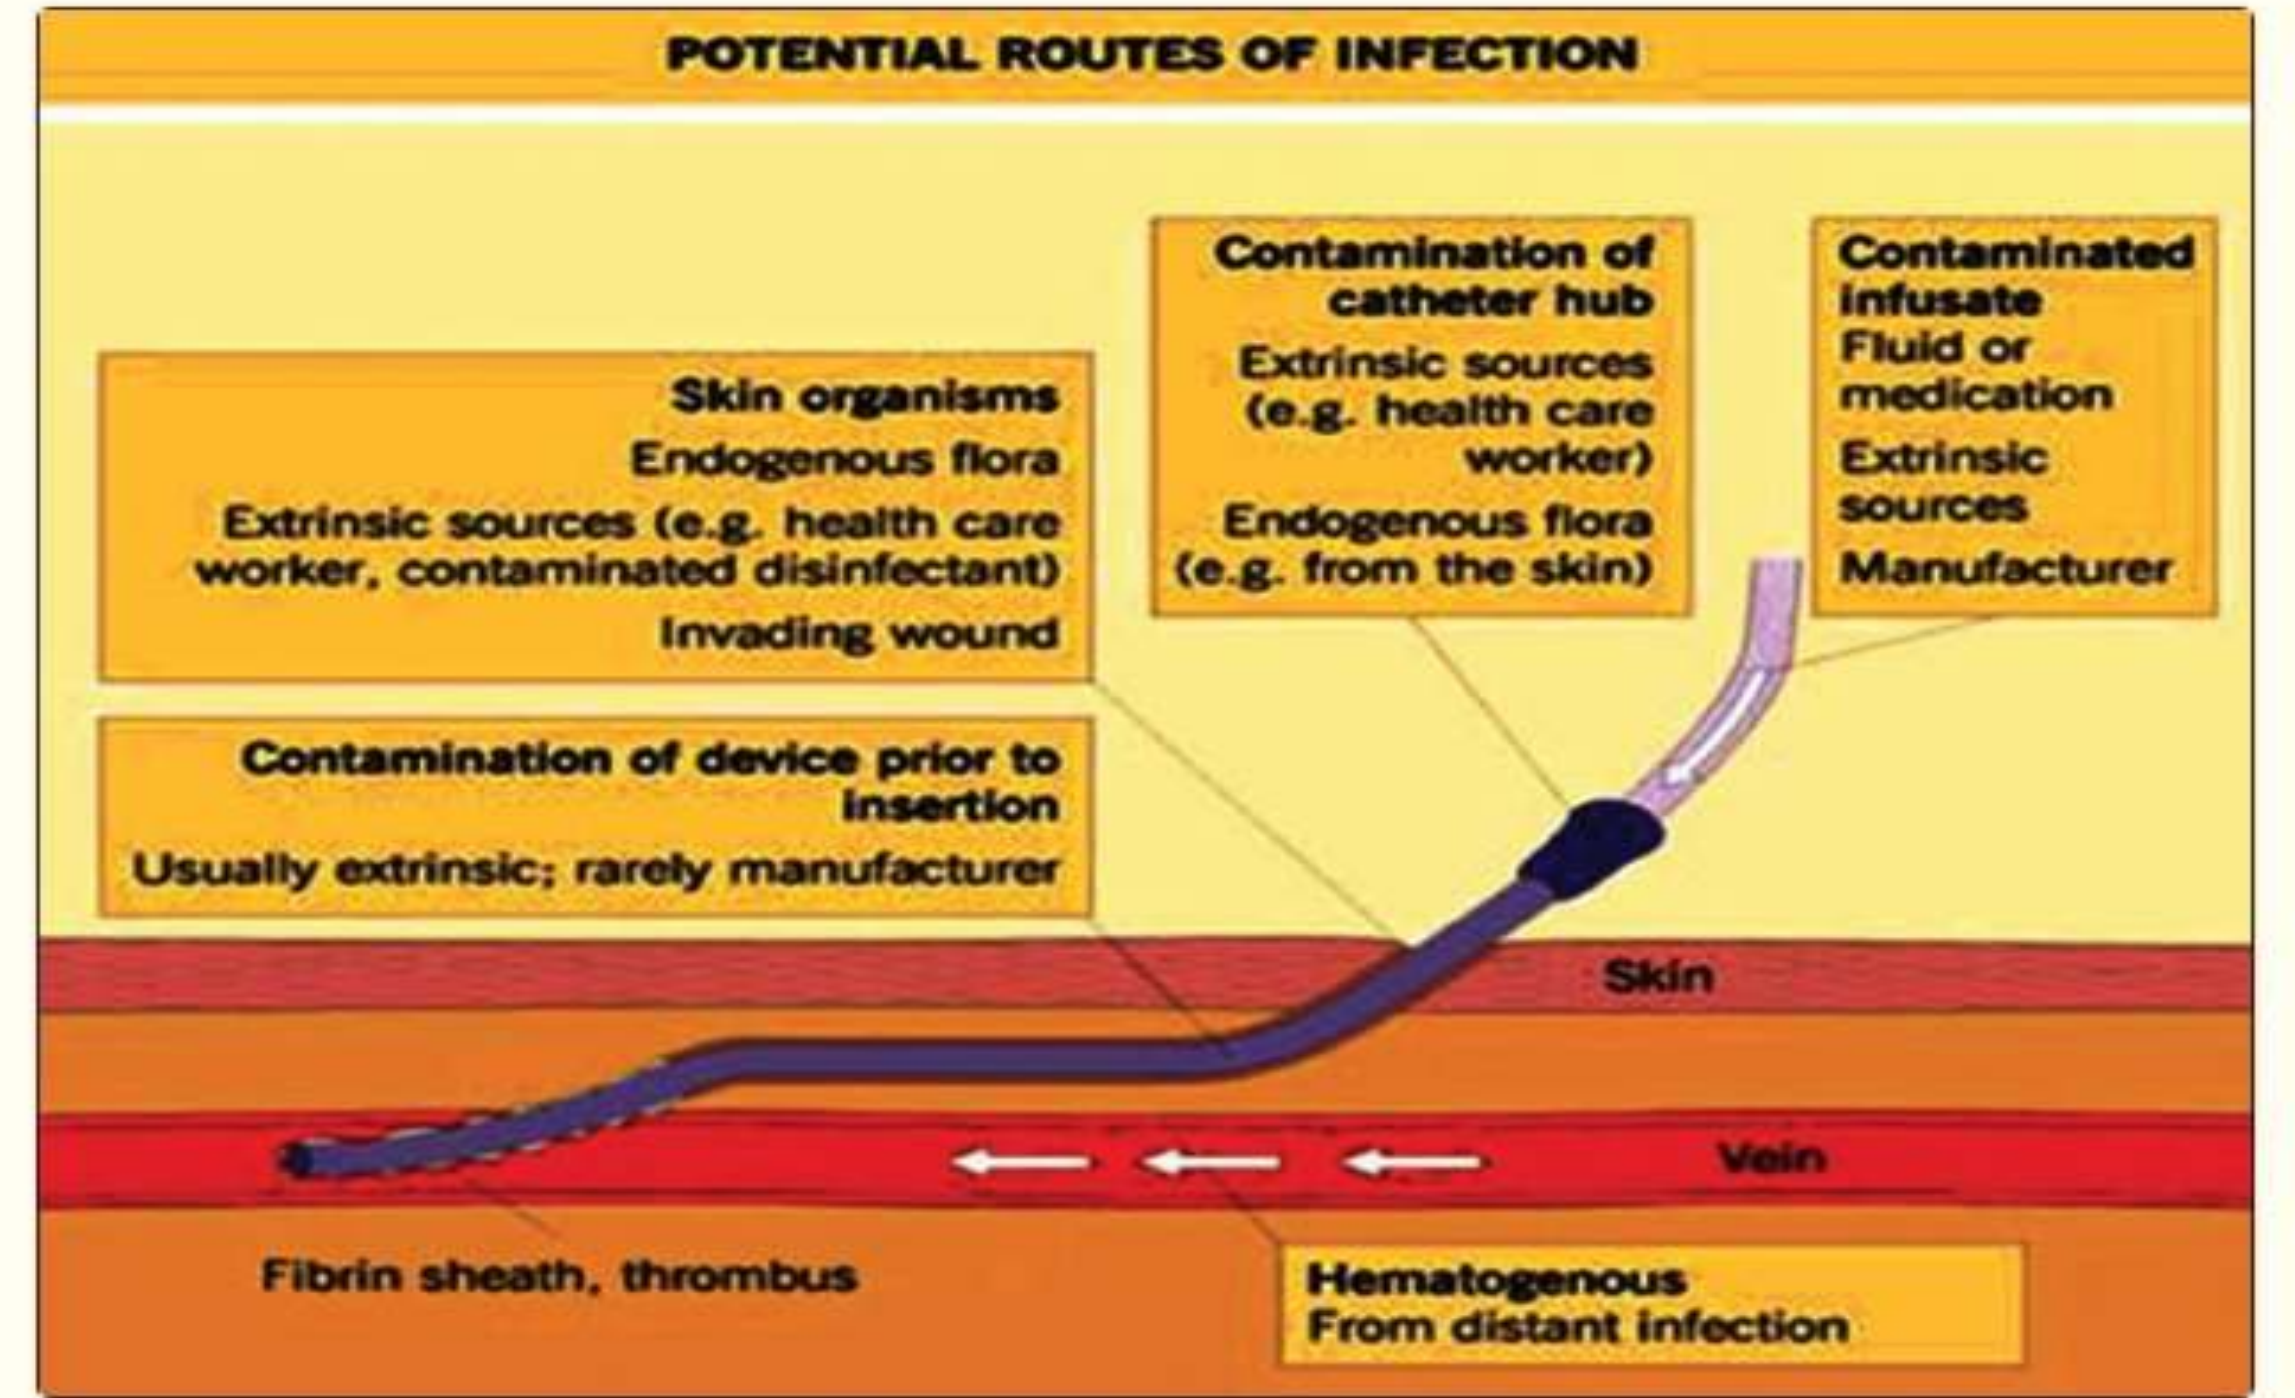 POTENTIAL ROUTES OF INFECTION
Skin organisms
Endogenous flora
Extrinsic sources (e.g. health care
worker, contaminated disinfectant)
Invading wound
Contamination of device prior to
insertion
Usually extrinsic; rarely manufacturer
Contamination of
catheter hub
Extrinsic sources
(e.g. health care
worker)
Endogenous flora
(e.g. from the skin)
Contaminated
infusate
Fluid or
medication
Extrinsic
sources
Manufacturer
Skin
Vein
Fibrin sheath, thrombus
Hematogenous
From distant infection